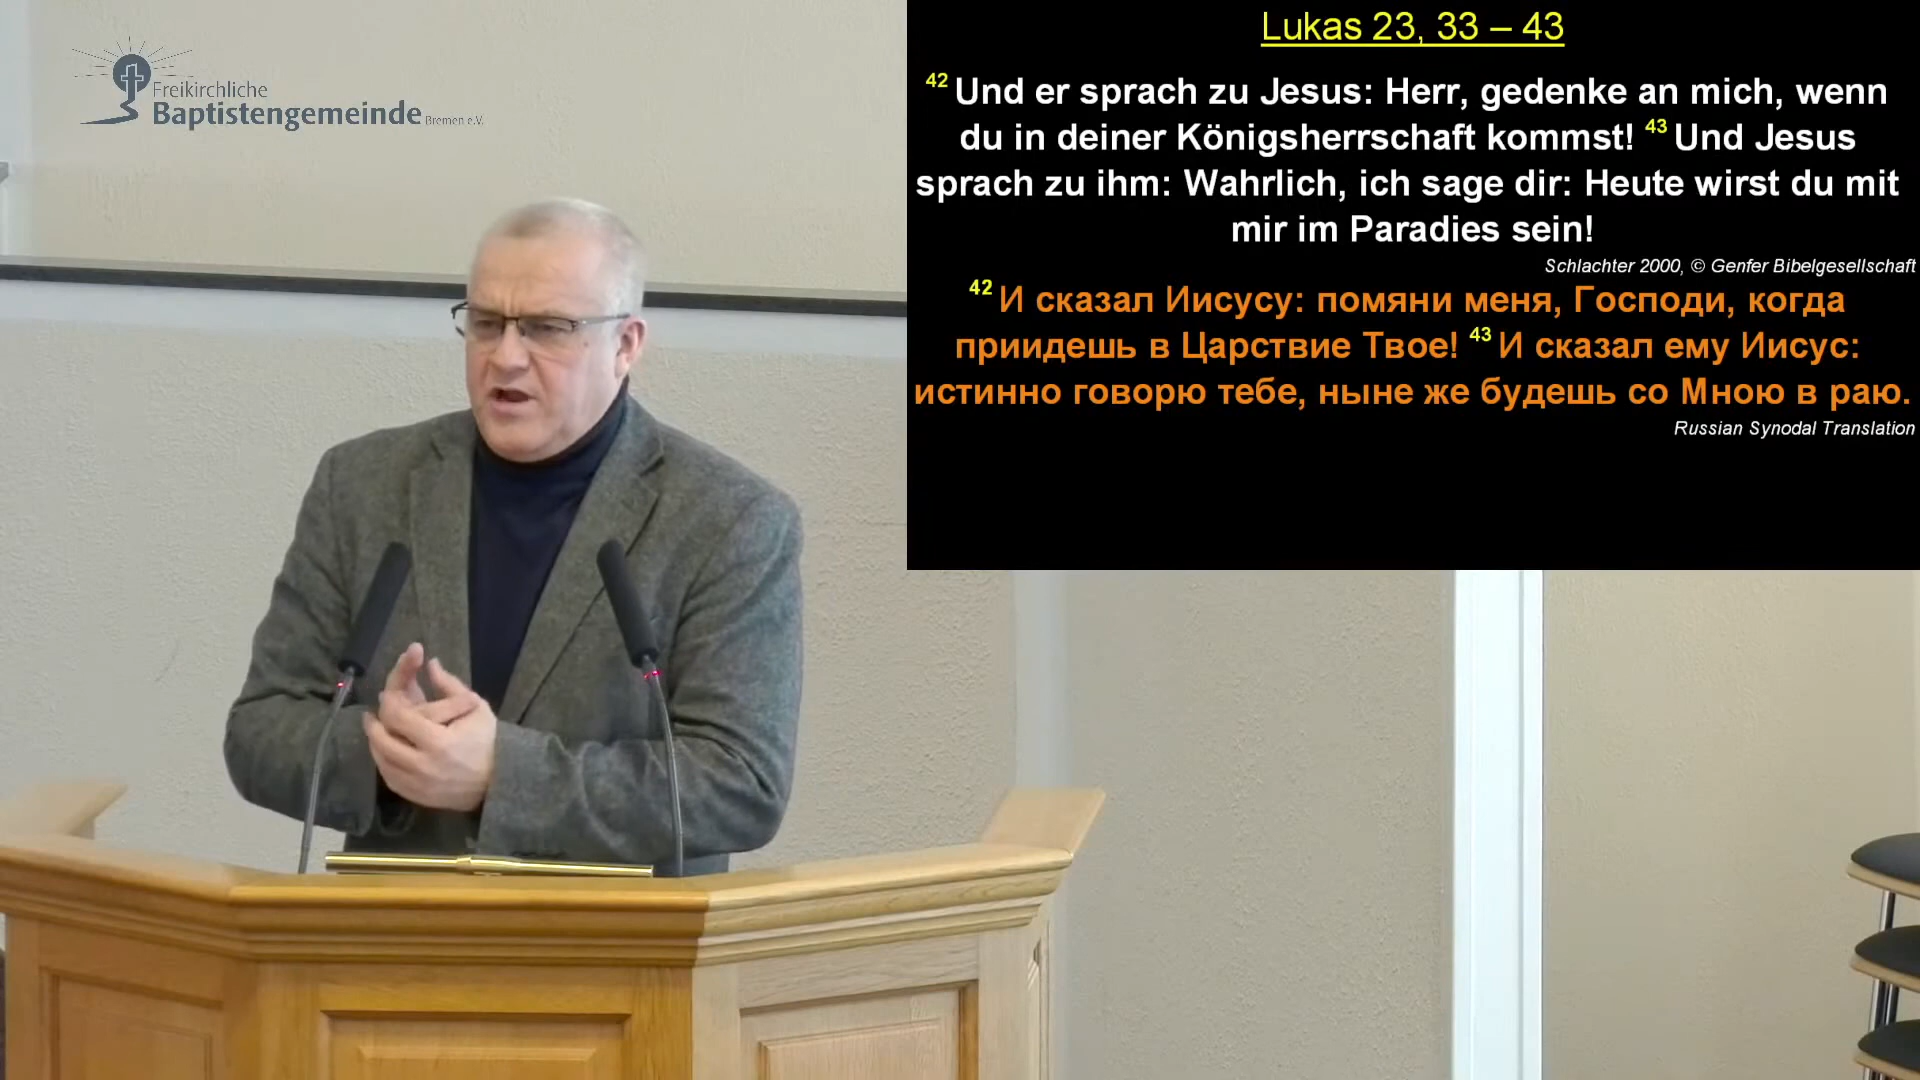 Freikirchliche
Baptistengemeinde Bremen e.V.
Lukas 23, 33 – 43
42 Und er sprach zu Jesus: Herr, gedenke an mich, wenn
du in deiner Königsherrschaft kommst! 43 Und Jesus
sprach zu ihm: Wahrlich, ich sage dir: Heute wirst du mit
mir im Paradies sein!
Schlachter 2000, © Genfer Bibelgesellschaft
42 И сказал Иисусу: помяни меня, Господи, когда
приидешь в Царствие Твое! 43 И сказал ему Иисус:
истинно говорю тебе, ныне же будешь со Мною в раю.
Russian Synodal Translation